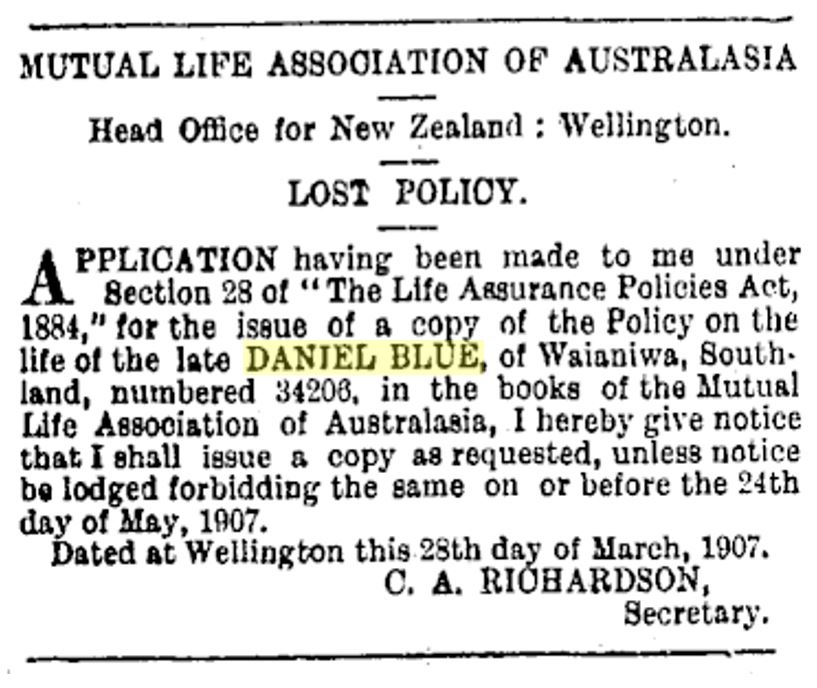 MUTUAL LIFE ASSOCIATION OF AUSTRALASIA
Head Office for New Zealand : Wellington.
LOST POLICY.
APPLICATION having been made to me under
Section 28 of "The Life Assurance Policies Act,
1884," for the issue of a copy of the Policy on the
life of the late DANIEL BLUE, of Waianiwa, South-
land, numbered 34206, in the books of the Mutual
Life Association of Australasia, I hereby give notice
that I shall issue a copy as requested, unless notice
be lodged forbidding the same on or before the 24th
day of May, 1907.
Dated at Wellington this 28th day of March, 1907.
C. A. RICHARDSON,
Secretary.